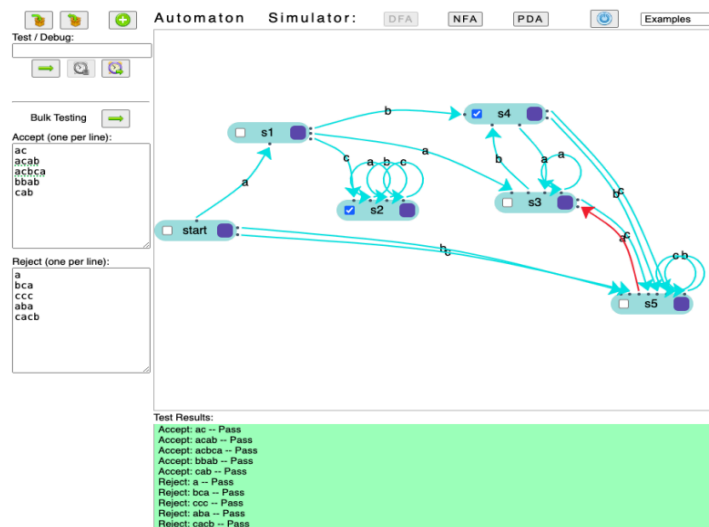 Automaton Simulator: DFA NFA PDA Examples
Test / Debug:
Bulk Testing
Accept (one per line):
ac
acab
acbca
bbab
cab
Reject (one per line):
a
bca
ccc
aba
cacb
start
s1
s2
s3
s4
s5
a
b
a
c
a
b
c
b
a
a
b
c
b
c
a
c
c
b
Test Results:
Accept: ac -- Pass
Accept: acab -- Pass
Accept: acbca -- Pass
Accept: bbab -- Pass
Accept: cab -- Pass
Reject: a -- Pass
Reject: bca -- Pass
Reject: ccc -- Pass
Reject: aba -- Pass
Reject: cacb -- Pass